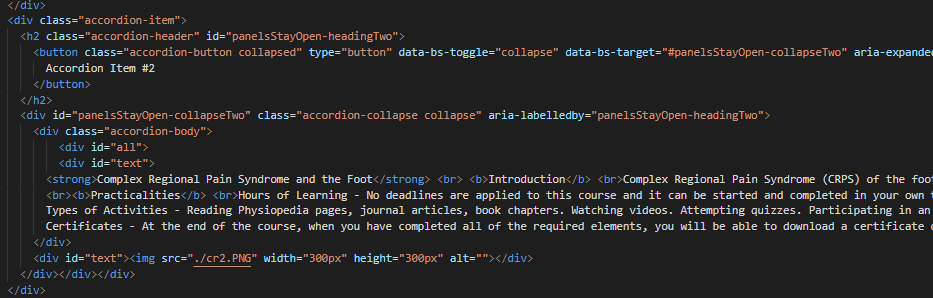 </div>
<div class="accordion-item">
<h2 class="accordion-header" id="panelsStayOpen-headingTwo">
<button class="accordion-button collapsed" type="button" data-bs-toggle="collapse" data-bs-target="#panelsStayOpen-collapseTwo" aria-expanded
Accordion Item #2
</button>
</h2>
<div id="panelsStayOpen-collapseTwo" class="accordion-collapse collapse" aria-labelledby="panelsStayOpen-headingTwo">
<div class="accordion-body">
<div id="all">
<div id="text">
<strong>Complex Regional Pain Syndrome and the Foot</strong> <br> <b>Introduction</b> <br>Complex Regional Pain Syndrome (CRPS) of the foot
<br><b>Practicalities</b> <br>Hours of Learning - No deadlines are applied to this course and it can be started and completed in your own t
Types of Activities - Reading Physiopedia pages, journal articles, book chapters. Watching videos. Attempting quizzes. Participating in an
Certificates - At the end of the course, when you have completed all of the required elements, you will be able to download a certificate
</div>
<div id="text"><img src="./cr2.PNG" width="300px" height="300px" alt=""></div>
</div></div></div>
</div>